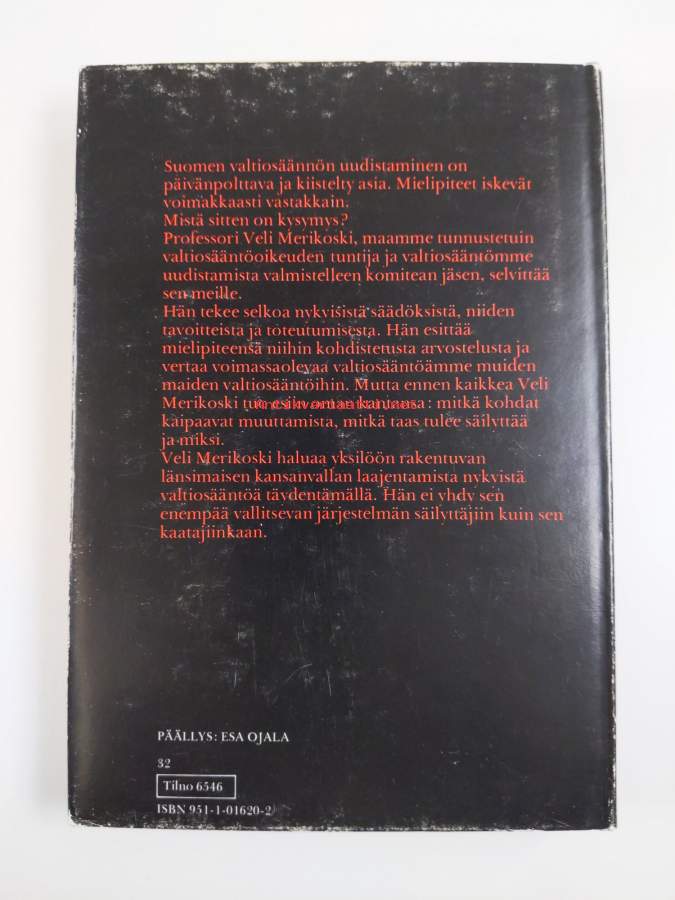 Suomen valtiosäännön uudistaminen on
päivänpolttava ja kiistelty asia. Mielipiteet iskevät
voimakkaasti vastakkain.
Mistä sitten on kysymys?
Professori Veli Merikoski, maamme tunnustetuin
valtiosääntöoikeuden tuntija ja valtiosääntömme
uudistamista valmistelleen komitean jäsen, selvittää
sen meille.
Hän tekee selkoa nykyisistä säädöksistä, niiden
tavoitteista ja toteutumisesta. Hän esittää
mielipiteensä niihin kohdistetusta arvostelusta ja
vertaa voimassaolevaa valtiosääntöämme muiden
maiden valtiosääntöihin. Mutta ennen kaikkea Veli
Merikoski tuo esiin oman kantansa: mitkä kohdat
kaipaavat muuttamista, mitkä taas tulee säilyttää
ja miksi.
Veli Merikoski haluaa yksilöön rakentuvan
länsimaisen kansanvallan laajentamista nykyistä
valtiosääntöä täydentämällä. Hän ei yhdy sen
enempää vallitsevan järjestelmän säilyttäjiin kuin sen
kaatajiinkaan.
PÄÄLLYS: ESA OJALA
32
Tilno 6546
ISBN 951-1-01620-2